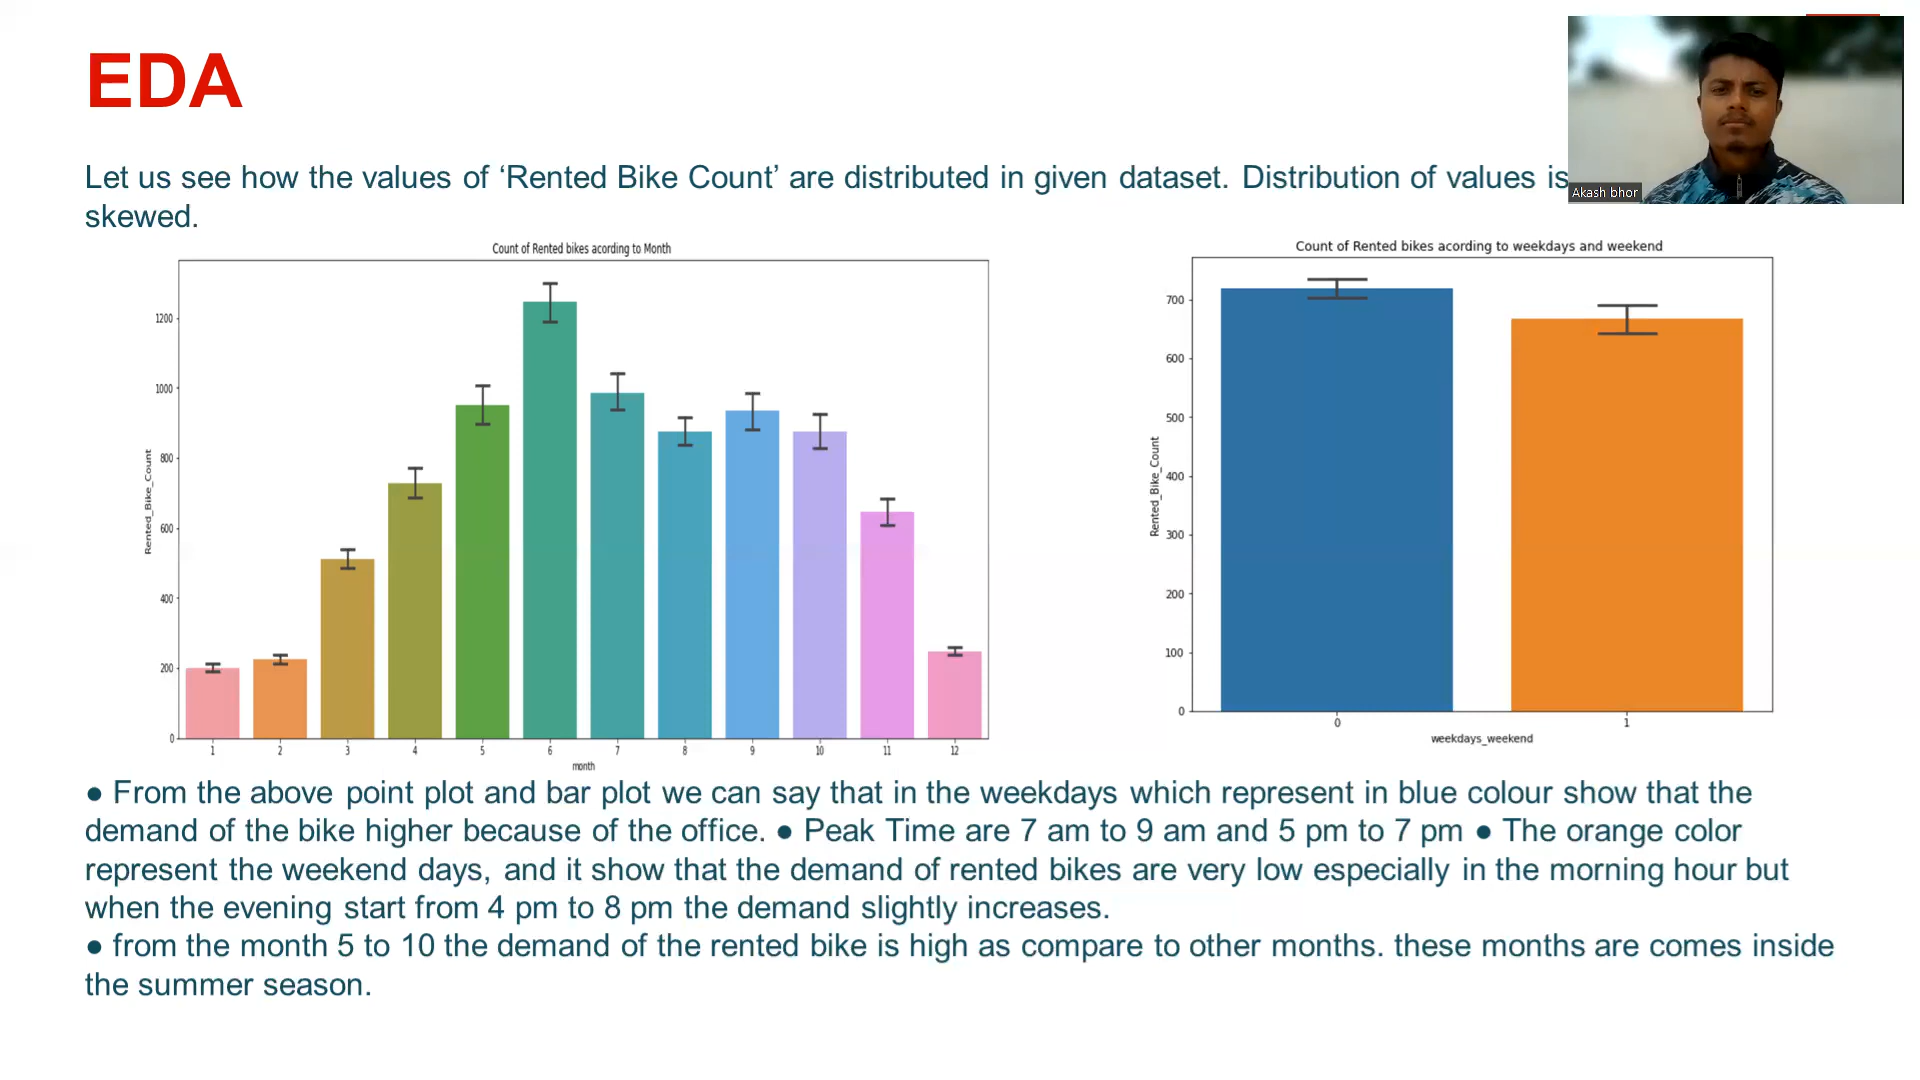 EDA
Let us see how the values of ‘Rented Bike Count’ are distributed in given dataset. Distribution of values is
skewed.
Akash bhor
Count of Rented bikes acording to Month
1200
1000
800
600
400
200
0
Rented_Bike_Count
1 2 3 4 5 6 7 8 9 10 11 12
month
Count of Rented bikes acording to weekdays and weekend
700
600
500
400
300
200
100
0
Rented_Bike_Count
0 1
weekdays_weekend
● From the above point plot and bar plot we can say that in the weekdays which represent in blue colour show that the
demand of the bike higher because of the office. ● Peak Time are 7 am to 9 am and 5 pm to 7 pm ● The orange color
represent the weekend days, and it show that the demand of rented bikes are very low especially in the morning hour but
when the evening start from 4 pm to 8 pm the demand slightly increases.
● from the month 5 to 10 the demand of the rented bike is high as compare to other months. these months are comes inside
the summer season.